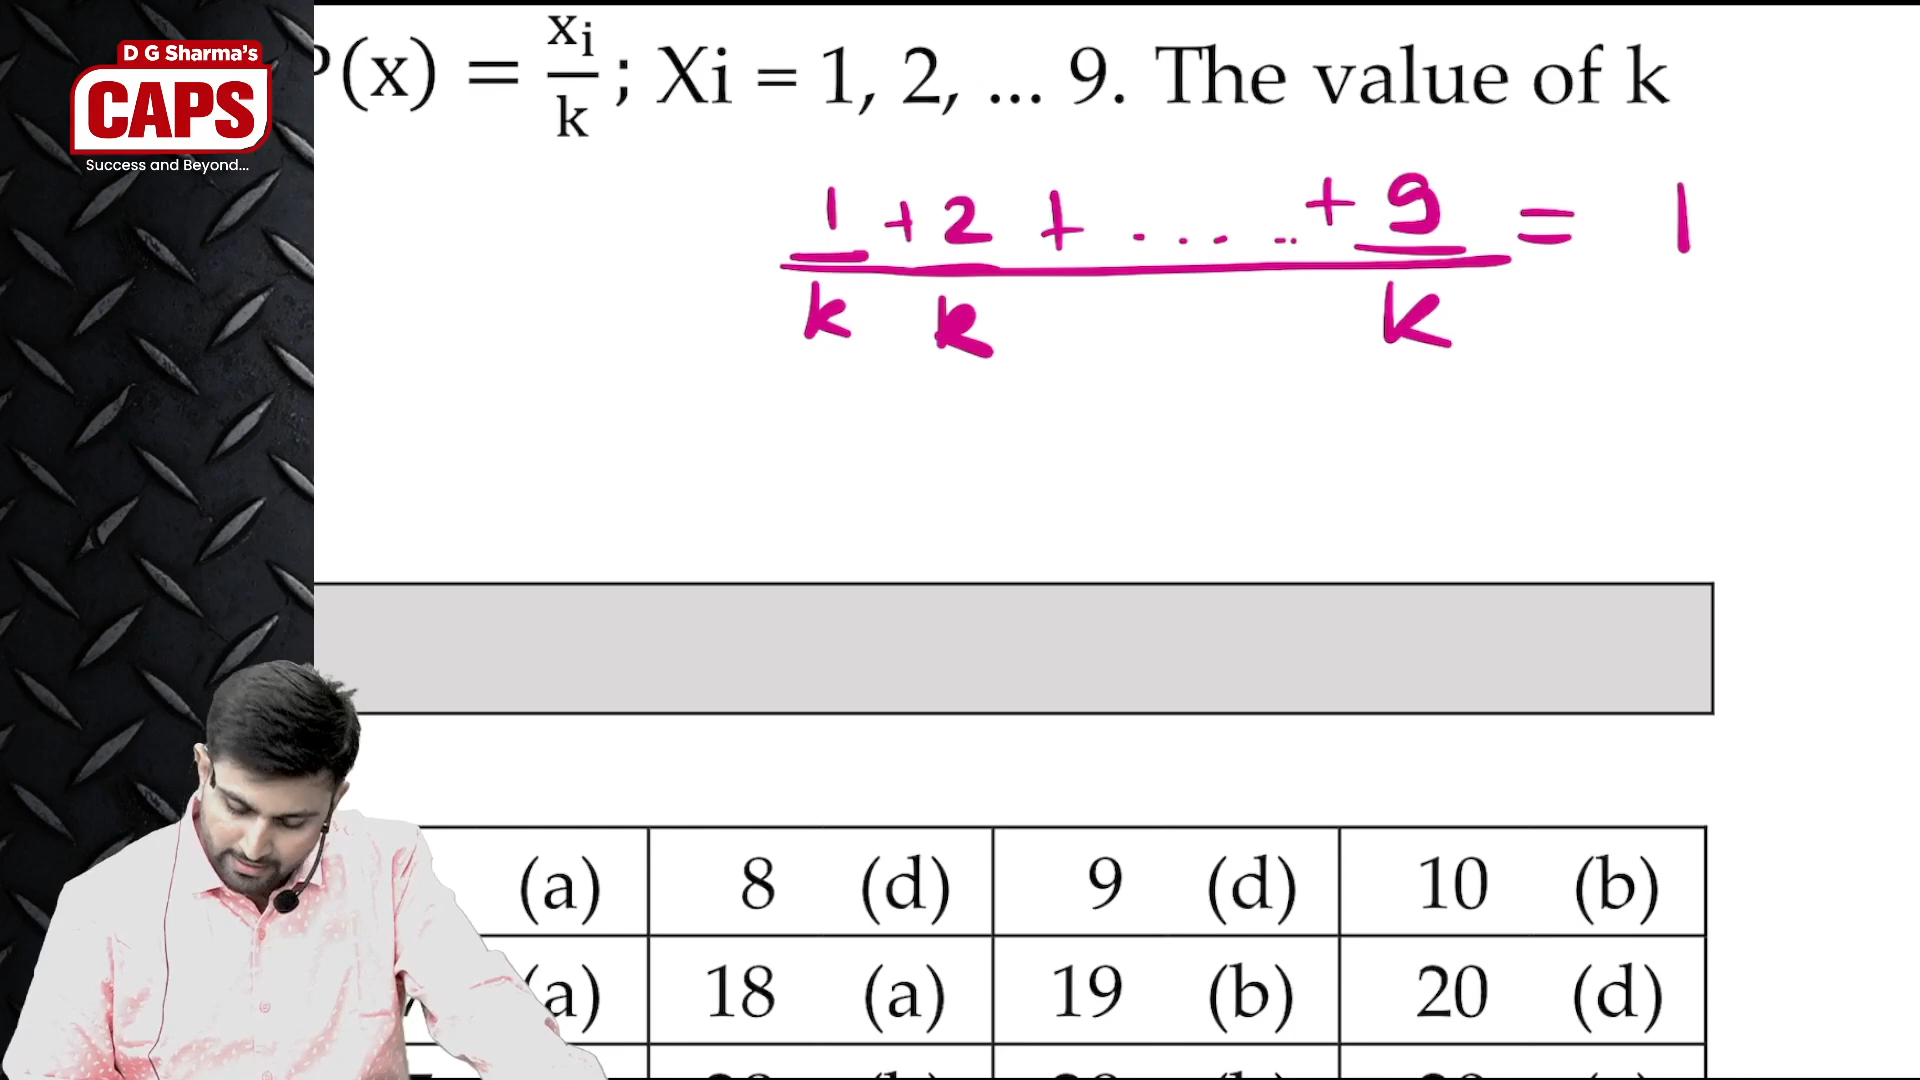 D G Sharma's
CAPS
Success and Beyond...
P(x) = xi/k ; Xi = 1, 2, ... 9. The value of k
1 + 2 + ..... + 9 = 1
k k k
(a) 8 (d) 9 (d) 10 (b)
(a) 18 (a) 19 (b) 20 (d)